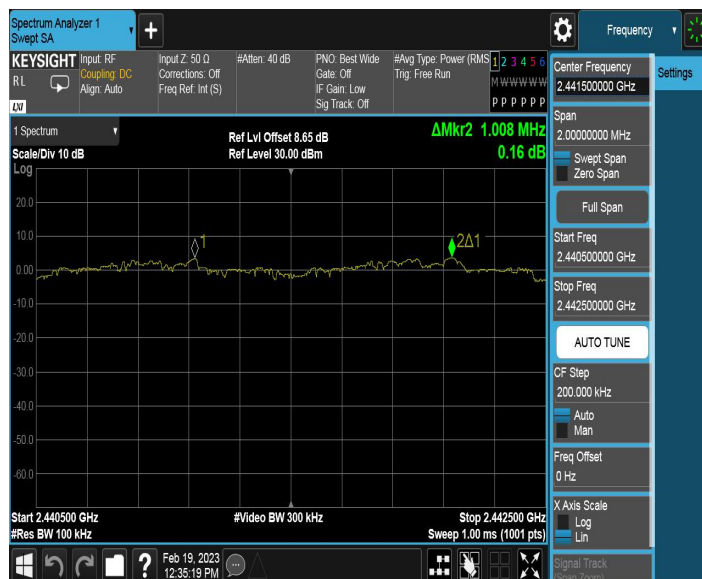 Spectrum Analyzer 1
Swept SA
+
Frequency
KEYSIGHT
RL
LNI
Input: RF
Coupling: DC
Align: Auto
Input Z: 50 Ω
Corrections: Off
Freq Ref: Int (S)
#Atten: 40 dB
PNO: Best Wide
Gate: Off
IF Gain: Low
Sig Track: Off
#Avg Type: Power (RMS
Trig: Free Run
1 2 3 4 5 6
M W W W W W
P P P P P P
Center Frequency
2.441500000 GHz
Settings
Span
2.00000000 MHz
Swept Span
Zero Span
Full Span
Start Freq
2.440500000 GHz
Stop Freq
2.442500000 GHz
AUTO TUNE
CF Step
200.000 kHz
Auto
Man
Freq Offset
0 Hz
X Axis Scale
Log
Lin
Signal Track
(Span Zoom)
1 Spectrum
Scale/Div 10 dB
Ref Lvl Offset 8.65 dB
Ref Level 30.00 dBm
ΔMkr2 1.008 MHz
0.16 dB
Log
20.0
10.0
0.00
-10.0
-20.0
-30.0
-40.0
-50.0
-60.0
1
2Δ1
Start 2.440500 GHz
#Res BW 100 kHz
#Video BW 300 kHz
Stop 2.442500 GHz
Sweep 1.00 ms (1001 pts)
?
Feb 19, 2023
12:35:19 PM